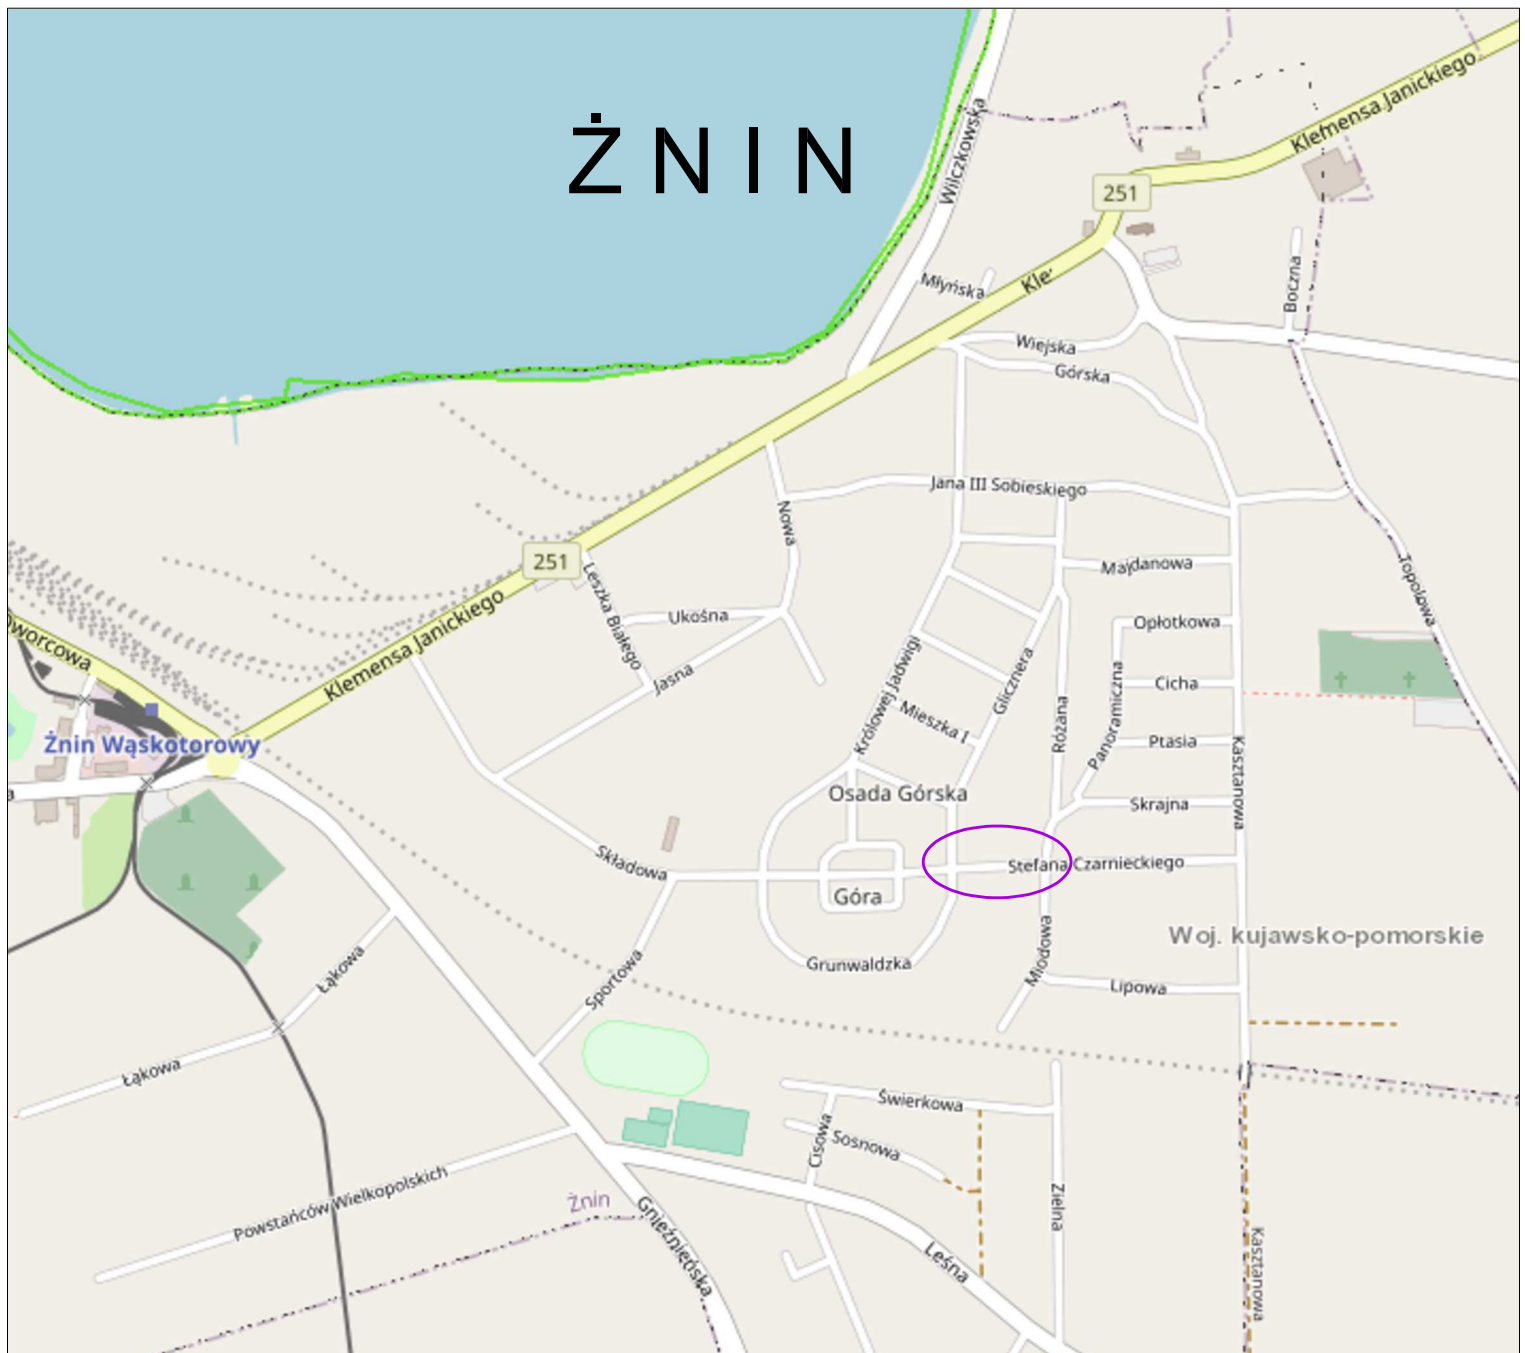 ŻNIN
Wilczkowska
Klemensa Janickiego
251
Młyńska
Kle
Boczna
Wiejska
Górska
Jana III Sobieskiego
Nowa
251
Leszka Białego
Majdanowa
Topolowa
Ukośna
Opłotkowa
Klemensa Janickiego
Jasna
Królowej Jadwigi
Glicznera
Cicha
Mieszka I
Różana
Panoramiczna
Ptasia
Kasztanowa
Żnin Wąskotorowy
Osada Górska
Skrajna
Składowa
Stefana Czarnieckiego
Góra
Woj. kujawsko-pomorskie
Łąkowa
Sportowa
Grunwaldzka
Miodowa
Lipowa
Łąkowa
Świerkowa
Cisowa
Sosnowa
Powstańców Wielkopolskich
Żnin
Gnieźnieńska
Zielna
Leśna
Kasztanowa